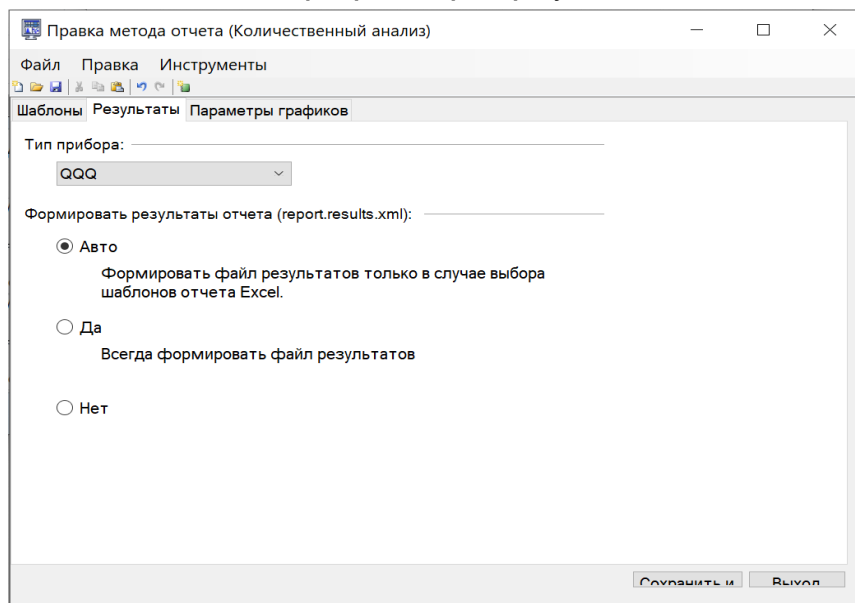 Правка метода отчета (Количественный анализ)
Файл Правка Инструменты
Шаблоны Результаты Параметры графиков
Тип прибора:
QQQ
Формировать результаты отчета (report.results.xml):
Авто
Формировать файл результатов только в случае выбора
шаблонов отчета Excel.
Да
Всегда формировать файл результатов
Нет
Сохранить и Выход